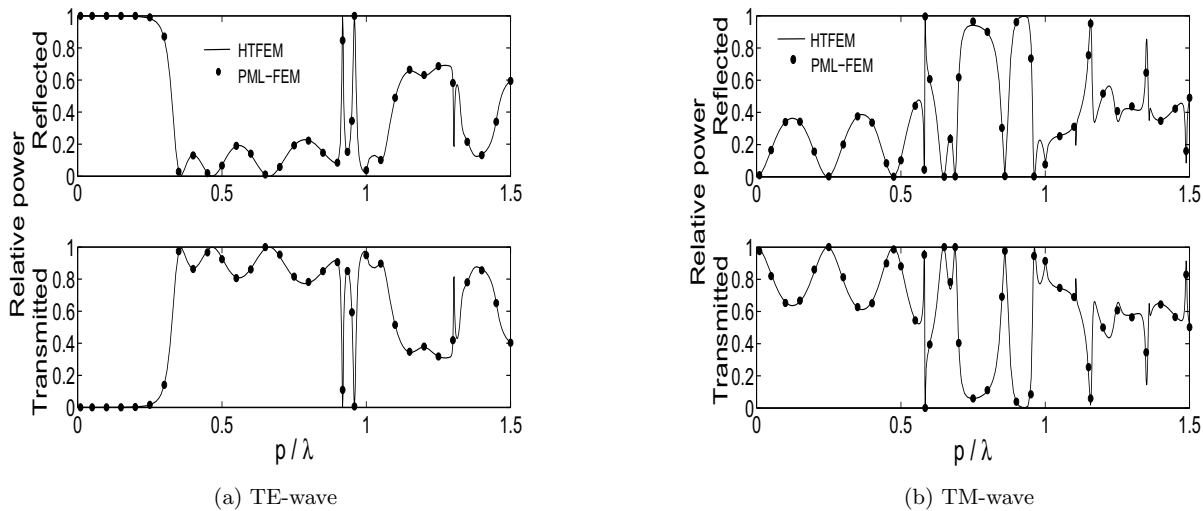 Relative power
Reflected
1
0.8
0.6
0.4
0.2
0
HTFEM
PML-FEM
0
0.5
1
1.5
Transmitted
1
0.8
0.6
0.4
0.2
0
0
0.5
1
1.5
p / λ
(a) TE-wave
Relative power
Reflected
1
0.8
0.6
0.4
0.2
0
HTFEM
PML-FEM
0
0.5
1
1.5
Transmitted
1
0.8
0.6
0.4
0.2
0
0
0.5
1
1.5
p / λ
(b) TM-wave